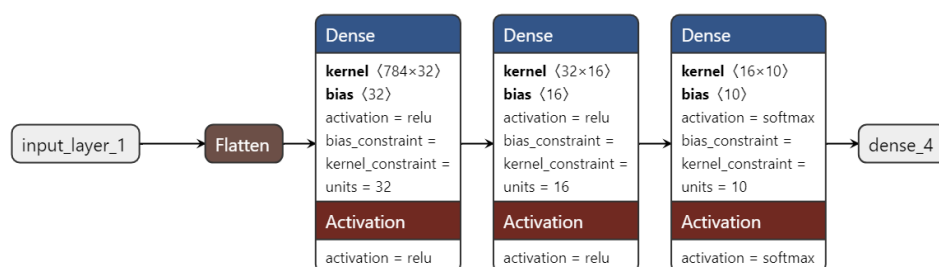 input_layer_1
Flatten
Dense
kernel 〈784×32〉
bias 〈32〉
activation = relu
bias_constraint =
kernel_constraint =
units = 32
Activation
activation = relu
Dense
kernel 〈32×16〉
bias 〈16〉
activation = relu
bias_constraint =
kernel_constraint =
units = 16
Activation
activation = relu
Dense
kernel 〈16×10〉
bias 〈10〉
activation = softmax
bias_constraint =
kernel_constraint =
units = 10
Activation
activation = softmax
dense_4